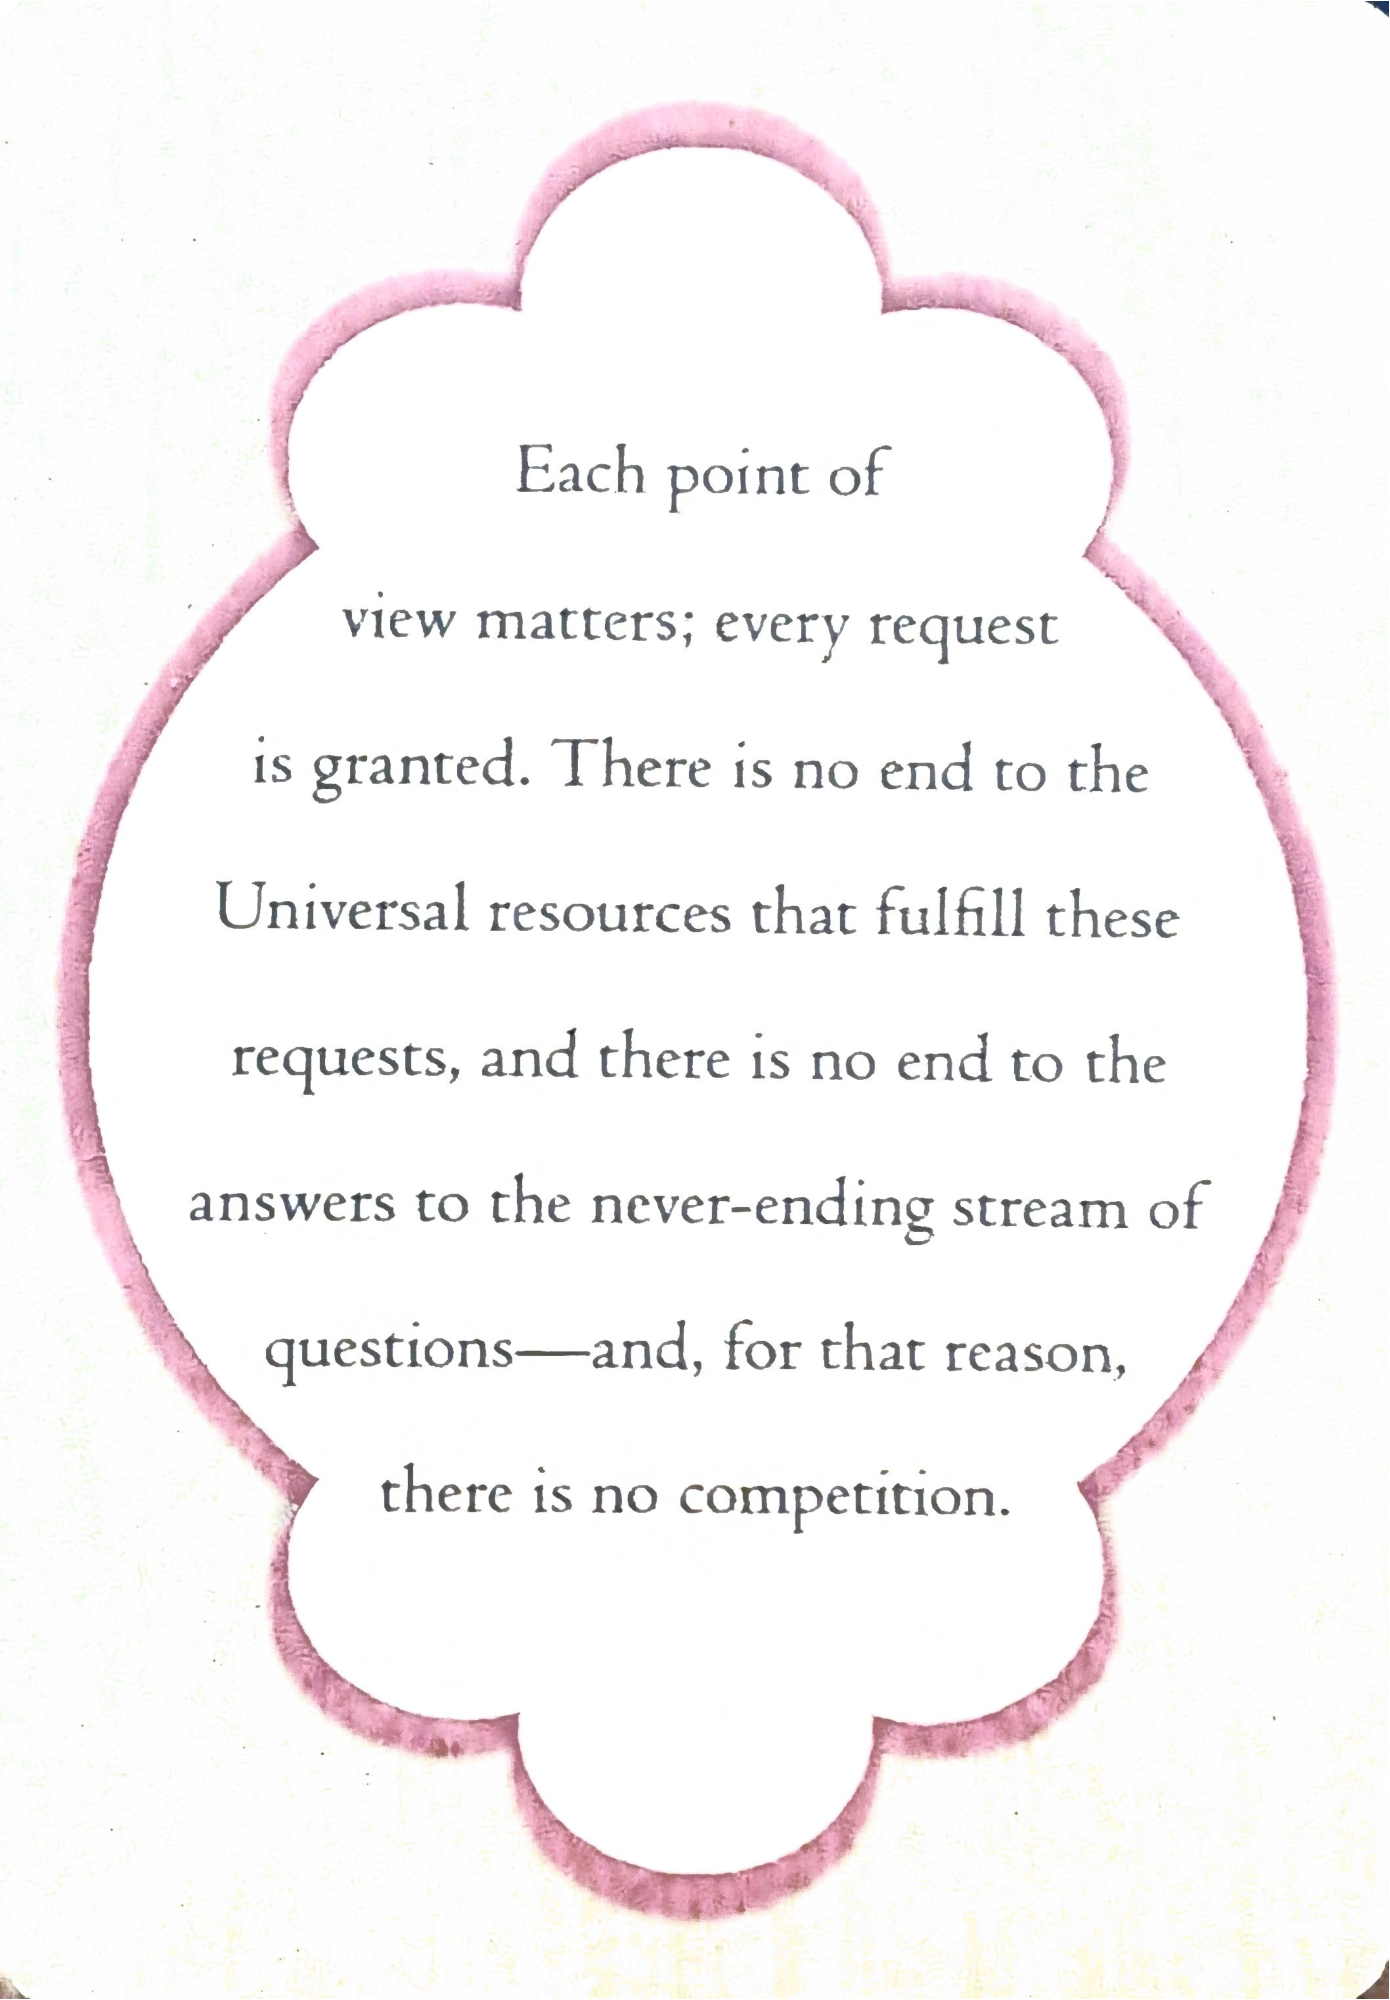 Each point of
view matters; every request
is granted. There is no end to the
Universal resources that fulfill these
requests, and there is no end to the
answers to the never-ending stream of
questions—and, for that reason,
there is no competition.